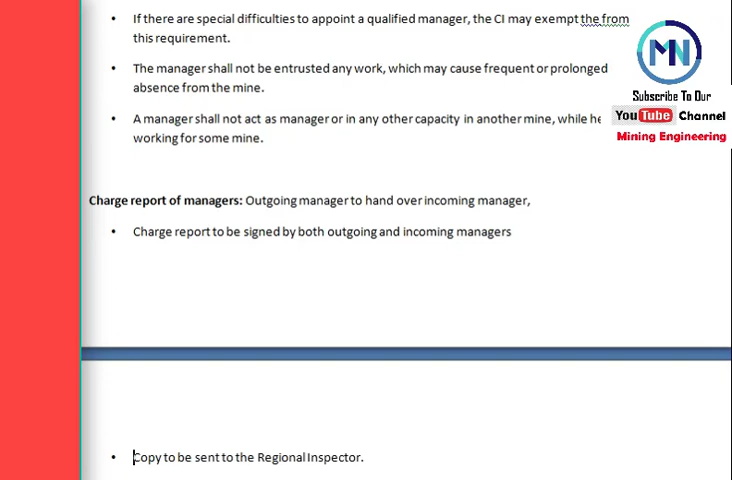 • If there are special difficulties to appoint a qualified manager, the CI may exempt the from
this requirement.
• The manager shall not be entrusted any work, which may cause frequent or prolonged
absence from the mine.
• A manager shall not act as manager or in any other capacity in another mine, while he
working for some mine.
MN
Subscribe To Our
YouTube Channel
Mining Engineering
Charge report of managers: Outgoing manager to hand over incoming manager,
• Charge report to be signed by both outgoing and incoming managers
• Copy to be sent to the Regional Inspector.